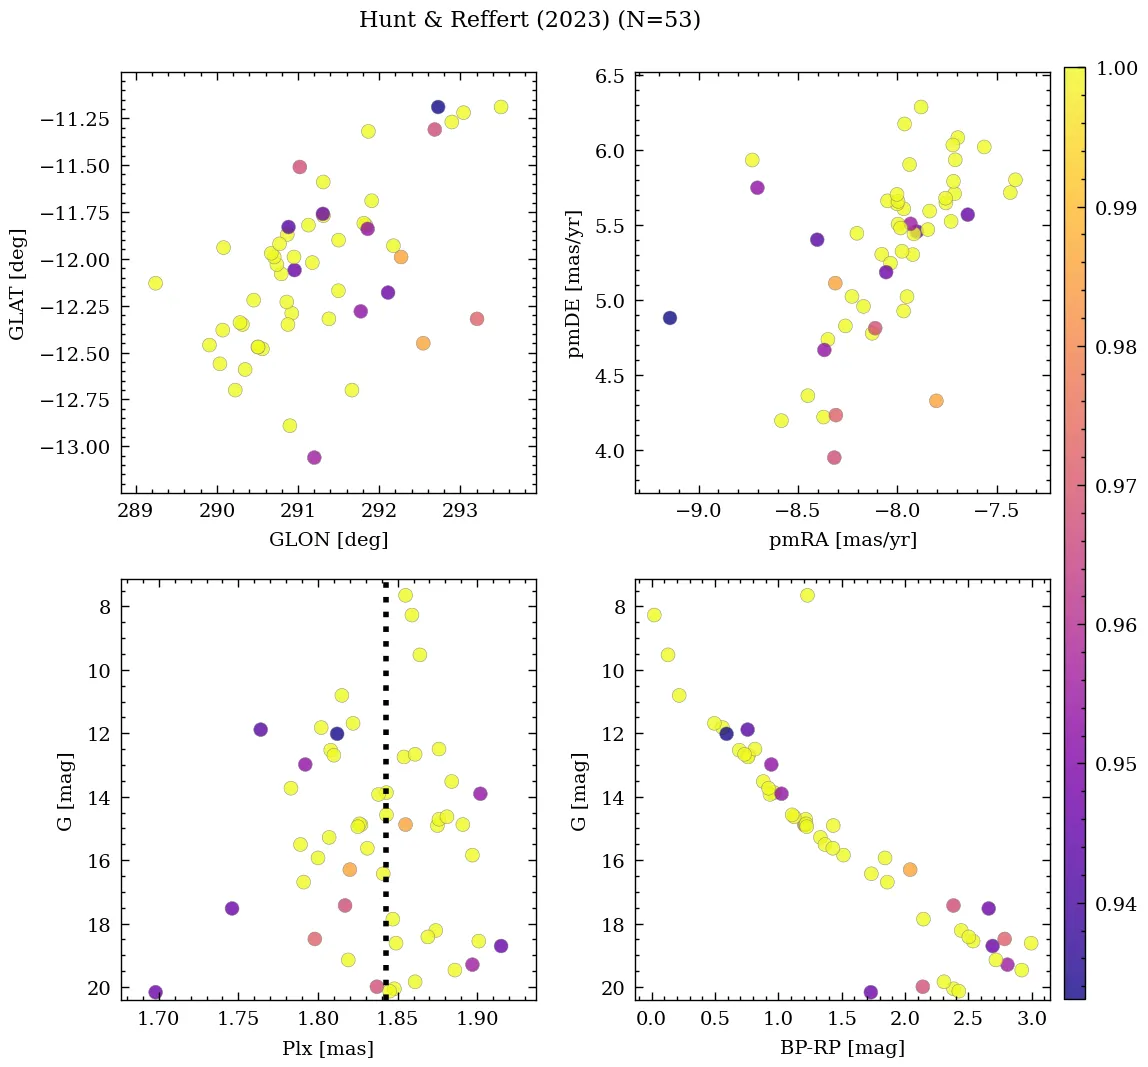 Hunt & Reffert (2023) (N=53)
−11.25
−11.50
−11.75
−12.00
−12.25
−12.50
−12.75
−13.00
GLAT [deg]
289 290 291 292 293
GLON [deg]
6.5
6.0
5.5
5.0
4.5
4.0
pmDE [mas/yr]
−9.0 −8.5 −8.0 −7.5
pmRA [mas/yr]
8
10
12
14
16
18
20
G [mag]
1.70 1.75 1.80 1.85 1.90
Plx [mas]
8
10
12
14
16
18
20
G [mag]
0.0 0.5 1.0 1.5 2.0 2.5 3.0
BP-RP [mag]
1.00
0.99
0.98
0.97
0.96
0.95
0.94